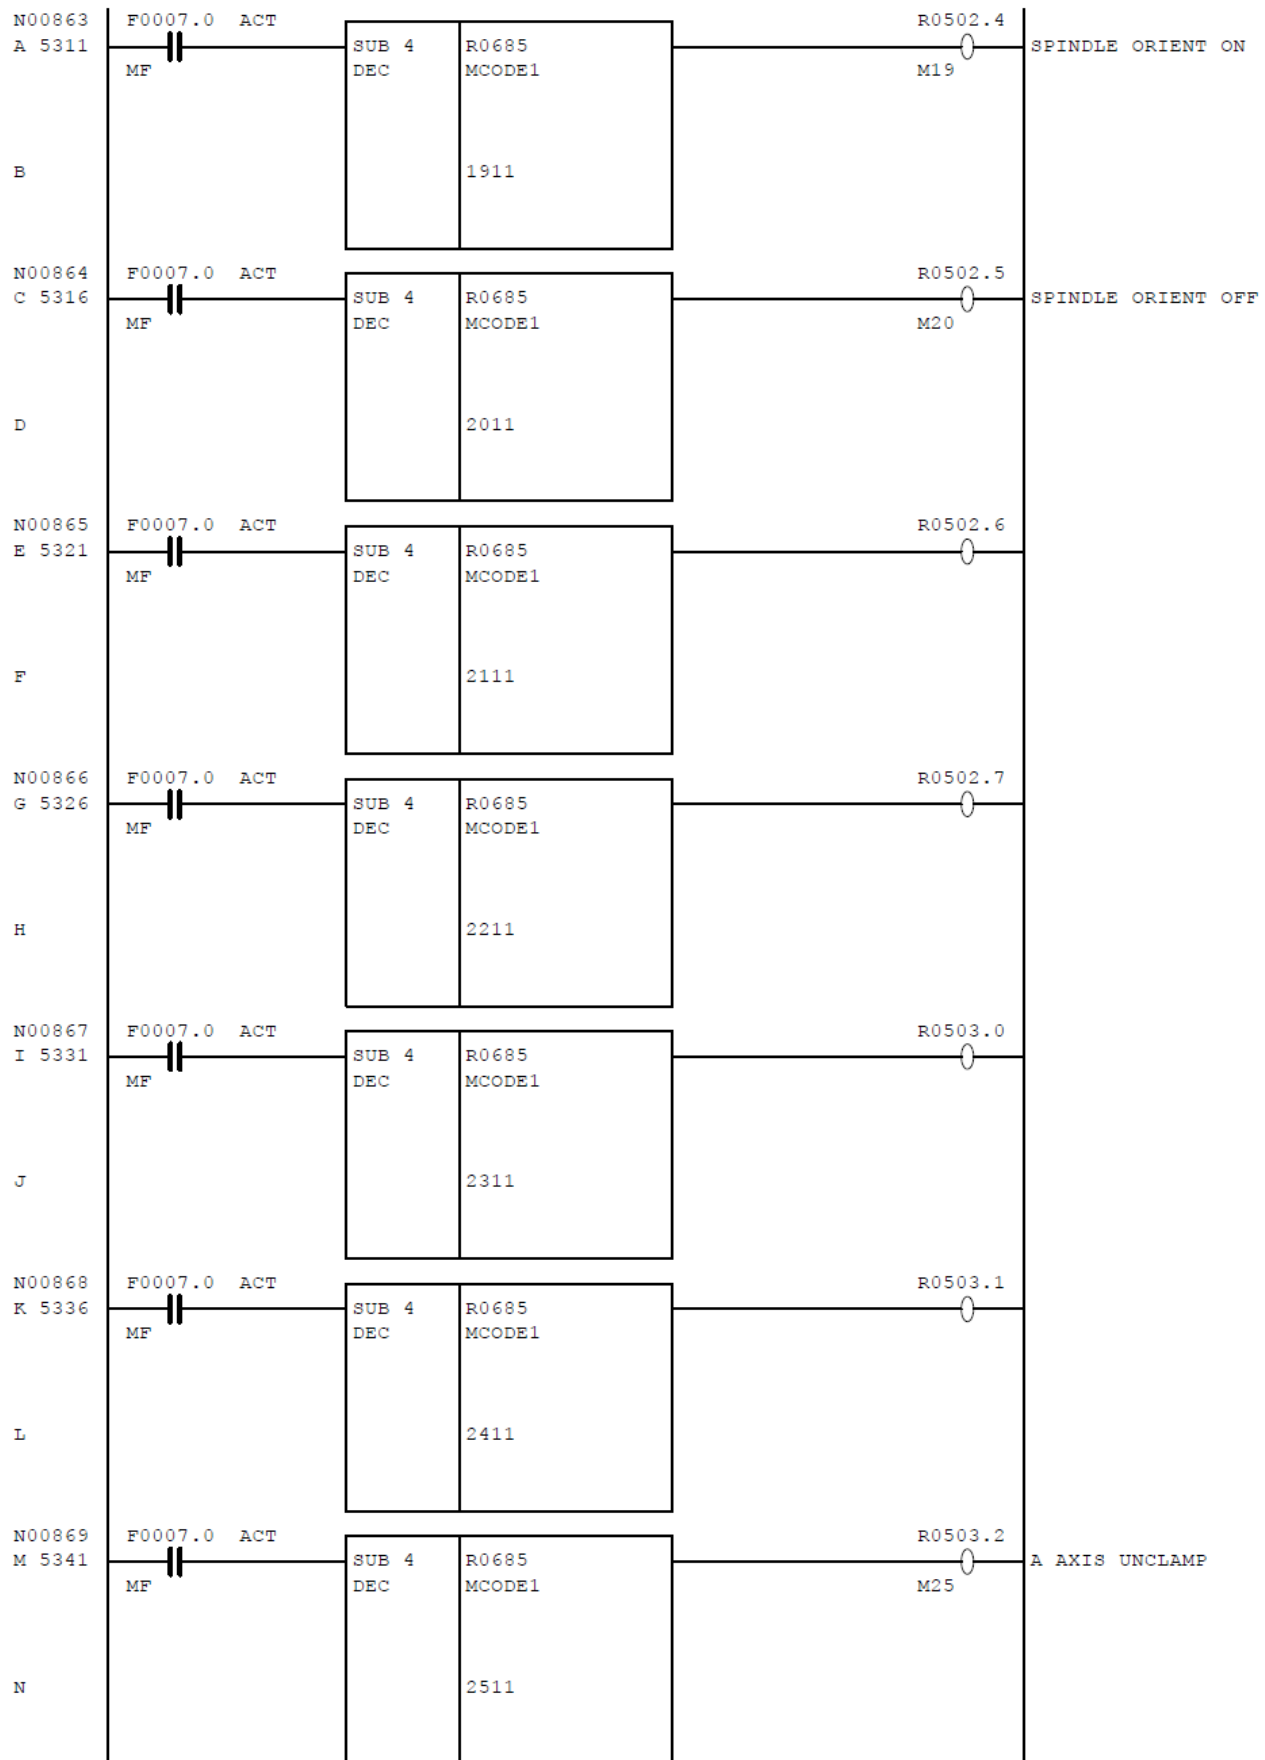 N00863 F0007.0 ACT R0502.4
A 5311 SUB 4 R0685 SPINDLE ORIENT ON
MF DEC MCODE1 M19
B 1911
N00864 F0007.0 ACT R0502.5
C 5316 SUB 4 R0685 SPINDLE ORIENT OFF
MF DEC MCODE1 M20
D 2011
N00865 F0007.0 ACT R0502.6
E 5321 SUB 4 R0685
MF DEC MCODE1
F 2111
N00866 F0007.0 ACT R0502.7
G 5326 SUB 4 R0685
MF DEC MCODE1
H 2211
N00867 F0007.0 ACT R0503.0
I 5331 SUB 4 R0685
MF DEC MCODE1
J 2311
N00868 F0007.0 ACT R0503.1
K 5336 SUB 4 R0685
MF DEC MCODE1
L 2411
N00869 F0007.0 ACT R0503.2
M 5341 SUB 4 R0685 A AXIS UNCLAMP
MF DEC MCODE1 M25
N 2511